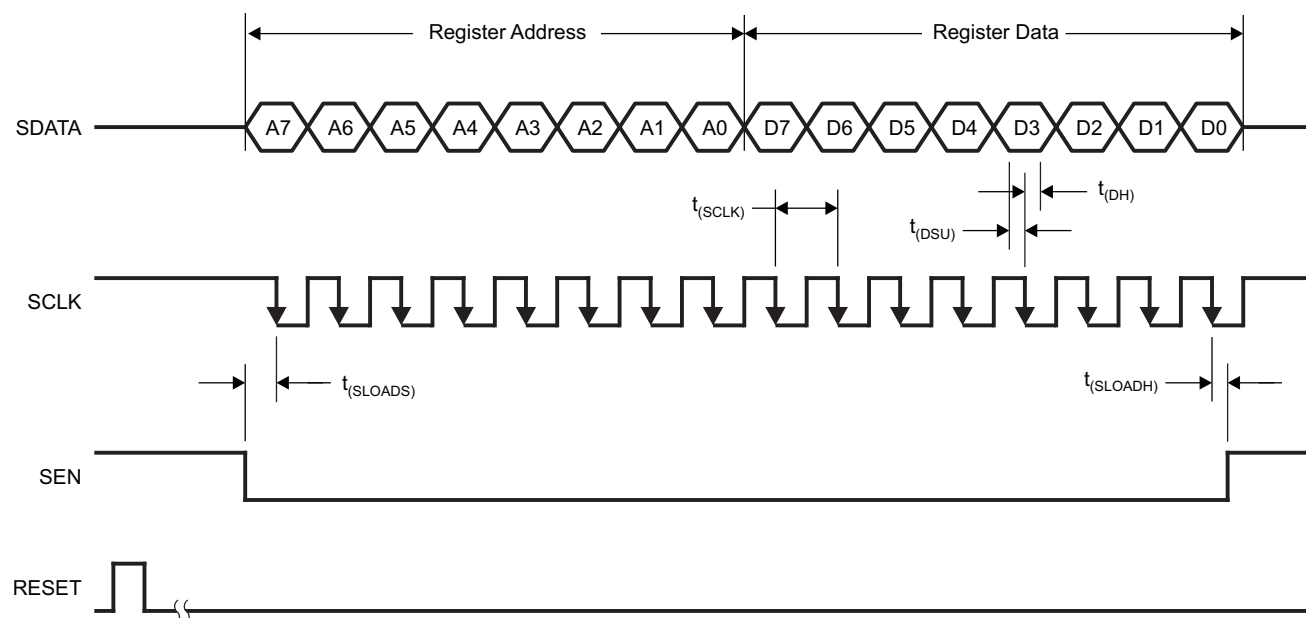 Register Address Register Data
SDATA A7 A6 A5 A4 A3 A2 A1 A0 D7 D6 D5 D4 D3 D2 D1 D0
t(SCLK) t(DH)
t(DSU)
SCLK
t(SLOADS) t(SLOADH)
SEN
RESET